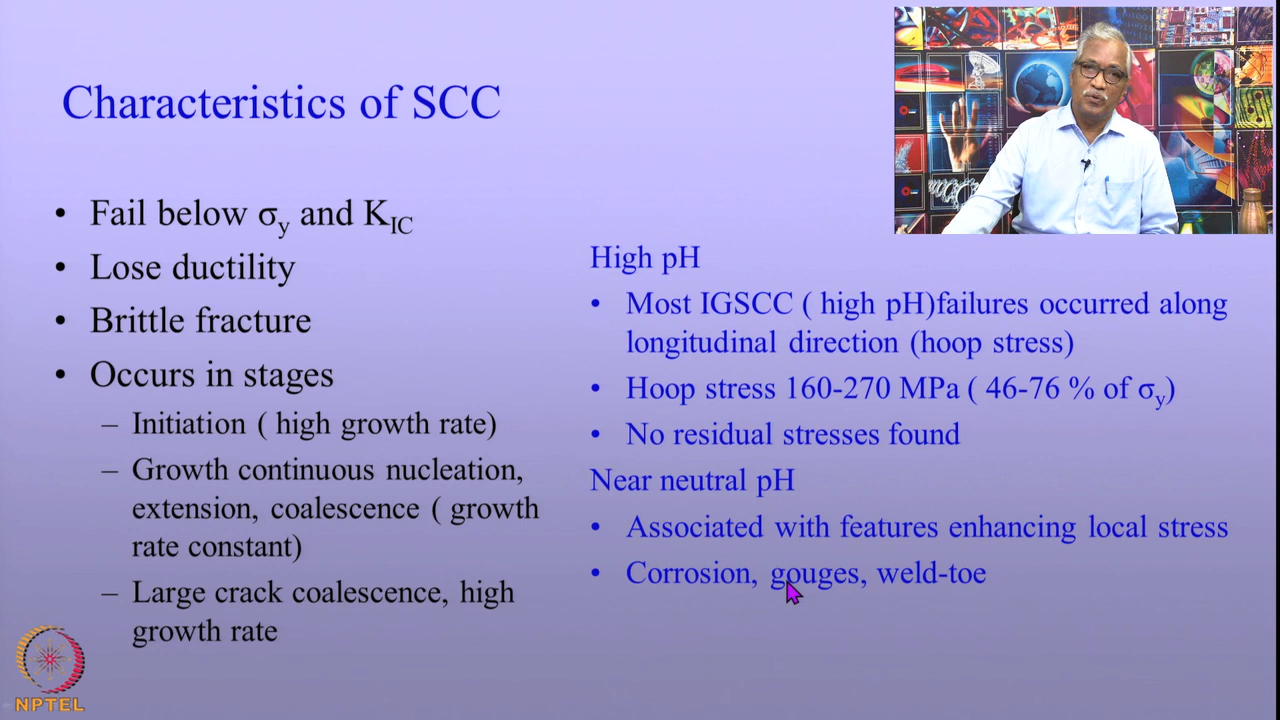 Characteristics of SCC
• Fail below σy and KIC
• Lose ductility
• Brittle fracture
• Occurs in stages
– Initiation ( high growth rate)
– Growth continuous nucleation,
extension, coalescence ( growth
rate constant)
– Large crack coalescence, high
growth rate
High pH
• Most IGSCC ( high pH)failures occurred along
longitudinal direction (hoop stress)
• Hoop stress 160-270 MPa ( 46-76 % of σy)
• No residual stresses found
Near neutral pH
• Associated with features enhancing local stress
• Corrosion, gouges, weld-toe
NPTEL